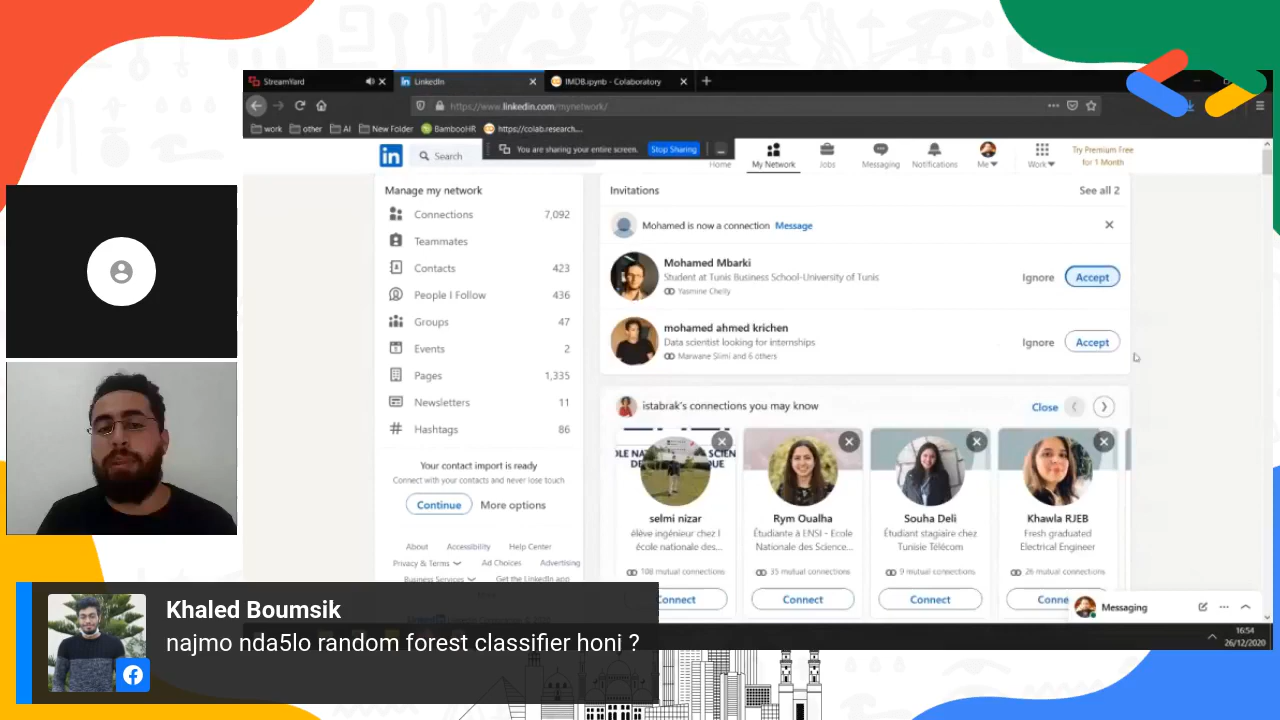 StreamYard
LinkedIn
IMDB.ipynb - Colaboratory
https://www.linkedin.com/mynetwork/
work
other
AI
New Folder
BambooHR
https://colab.research....
in
Search
You are sharing your entire screen.
Stop Sharing
Home
My Network
Jobs
Messaging
Notifications
Me
Work
Try Premium Free
for 1 Month
Manage my network
Connections 7,092
Teammates
Contacts 423
People I Follow 436
Groups 47
Events 2
Pages 1,335
Newsletters 11
Hashtags 86
Your contact import is ready
Connect with your contacts and never lose touch
Continue
More options
About Accessibility Help Center
Privacy & Terms Ad Choices Advertising
Business Services Get the LinkedIn app
Invitations
See all 2
Mohamed is now a connection Message
Mohamed Mbarki
Student at Tunis Business School-University of Tunis
Yasmine Chelly
Ignore
Accept
mohamed ahmed krichen
Data scientist looking for internships
Marwane Slimi and 6 others
Ignore
Accept
istabrak's connections you may know
Close
selmi nizar
élève ingénieur chez l
école nationale des...
108 mutual connections
Connect
Rym Oualha
Étudiante à ENSI - Ecole
Nationale des Science...
35 mutual connections
Connect
Souha Deli
Étudiant stagiaire chez
Tunisie Télécom
9 mutual connections
Connect
Khawla RJEB
Fresh graduated
Electrical Engineer
26 mutual connections
Conne
Messaging
16:54
26/12/2020
Khaled Boumsik
najmo nda5lo random forest classifier honi ?